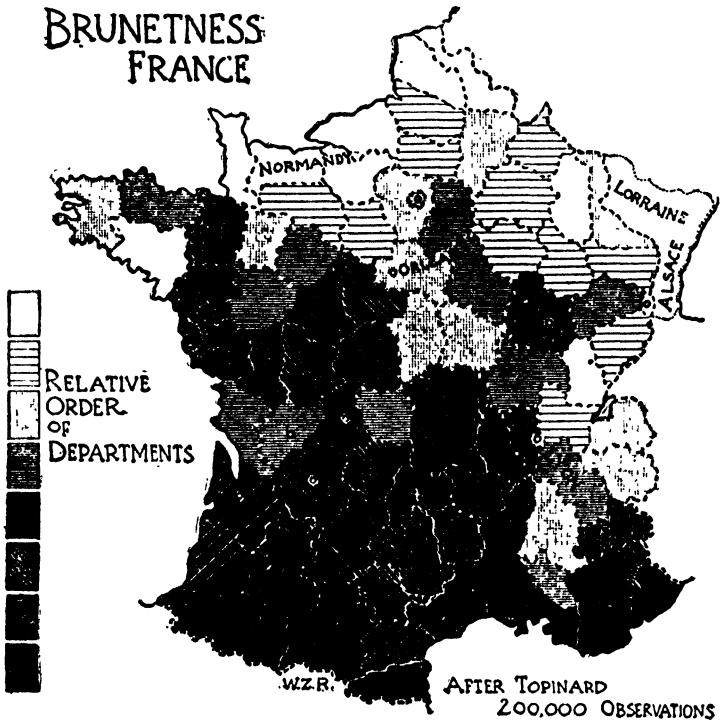 BRUNETNESS
FRANCE
NORMANDY
LORRAINE
ALSACE
RELATIVE
ORDER
OF
DEPARTMENTS
W.Z.R.
AFTER TOPINARD
200,000 OBSERVATIONS